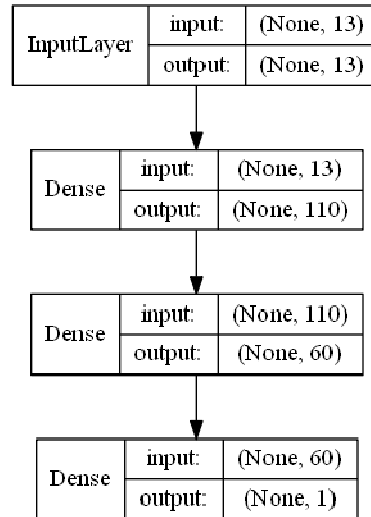 InputLayer
input: (None, 13)
output: (None, 13)
Dense
input: (None, 13)
output: (None, 110)
Dense
input: (None, 110)
output: (None, 60)
Dense
input: (None, 60)
output: (None, 1)